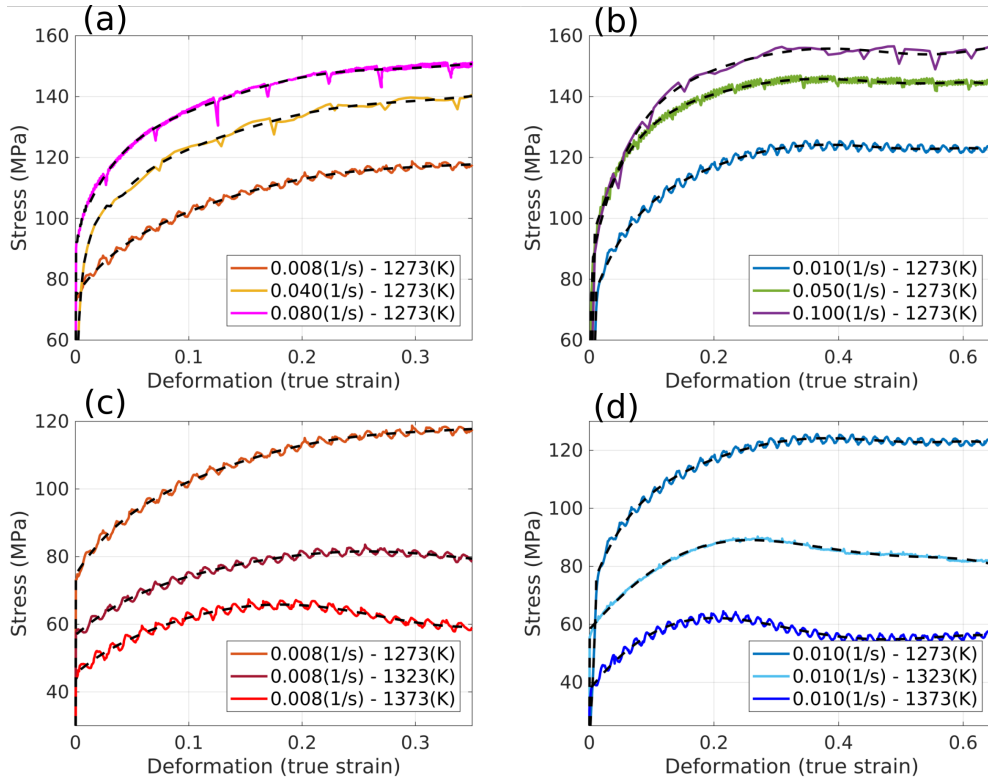 (a)
160
140
120
100
80
60
Stress (MPa)
0.008(1/s) - 1273(K)
0.040(1/s) - 1273(K)
0.080(1/s) - 1273(K)
0
0.1
0.2
0.3
Deformation (true strain)
(b)
160
140
120
100
80
60
Stress (MPa)
0.010(1/s) - 1273(K)
0.050(1/s) - 1273(K)
0.100(1/s) - 1273(K)
0
0.2
0.4
0.6
Deformation (true strain)
(c)
120
100
80
60
40
Stress (MPa)
0.008(1/s) - 1273(K)
0.008(1/s) - 1323(K)
0.008(1/s) - 1373(K)
0
0.1
0.2
0.3
Deformation (true strain)
(d)
120
100
80
60
40
Stress (MPa)
0.010(1/s) - 1273(K)
0.010(1/s) - 1323(K)
0.010(1/s) - 1373(K)
0
0.2
0.4
0.6
Deformation (true strain)